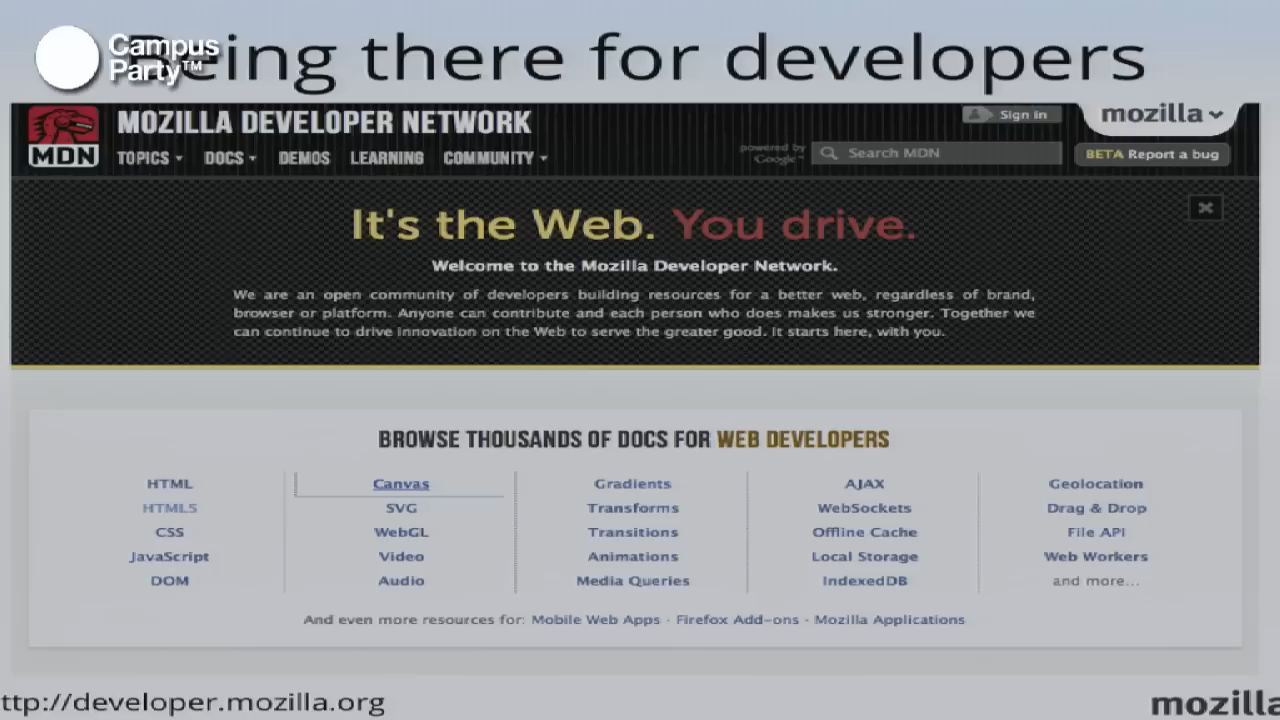 Campus
Party™
Being there for developers
MDN
MOZILLA DEVELOPER NETWORK
Sign in
mozilla
TOPICS DOCS DEMOS LEARNING COMMUNITY
powered by
Google™
Search MDN
BETA Report a bug
It's the Web. You drive.
Welcome to the Mozilla Developer Network.
We are an open community of developers building resources for a better web, regardless of brand,
browser or platform. Anyone can contribute and each person who does makes us stronger. Together we
can continue to drive innovation on the Web to serve the greater good. It starts here, with you.
BROWSE THOUSANDS OF DOCS FOR WEB DEVELOPERS
HTML Canvas Gradients AJAX Geolocation
HTML5 SVG Transforms WebSockets Drag & Drop
CSS WebGL Transitions Offline Cache File API
JavaScript Video Animations Local Storage Web Workers
DOM Audio Media Queries IndexedDB and more...
And even more resources for: Mobile Web Apps · Firefox Add-ons · Mozilla Applications
ttp://developer.mozilla.org
mozilla